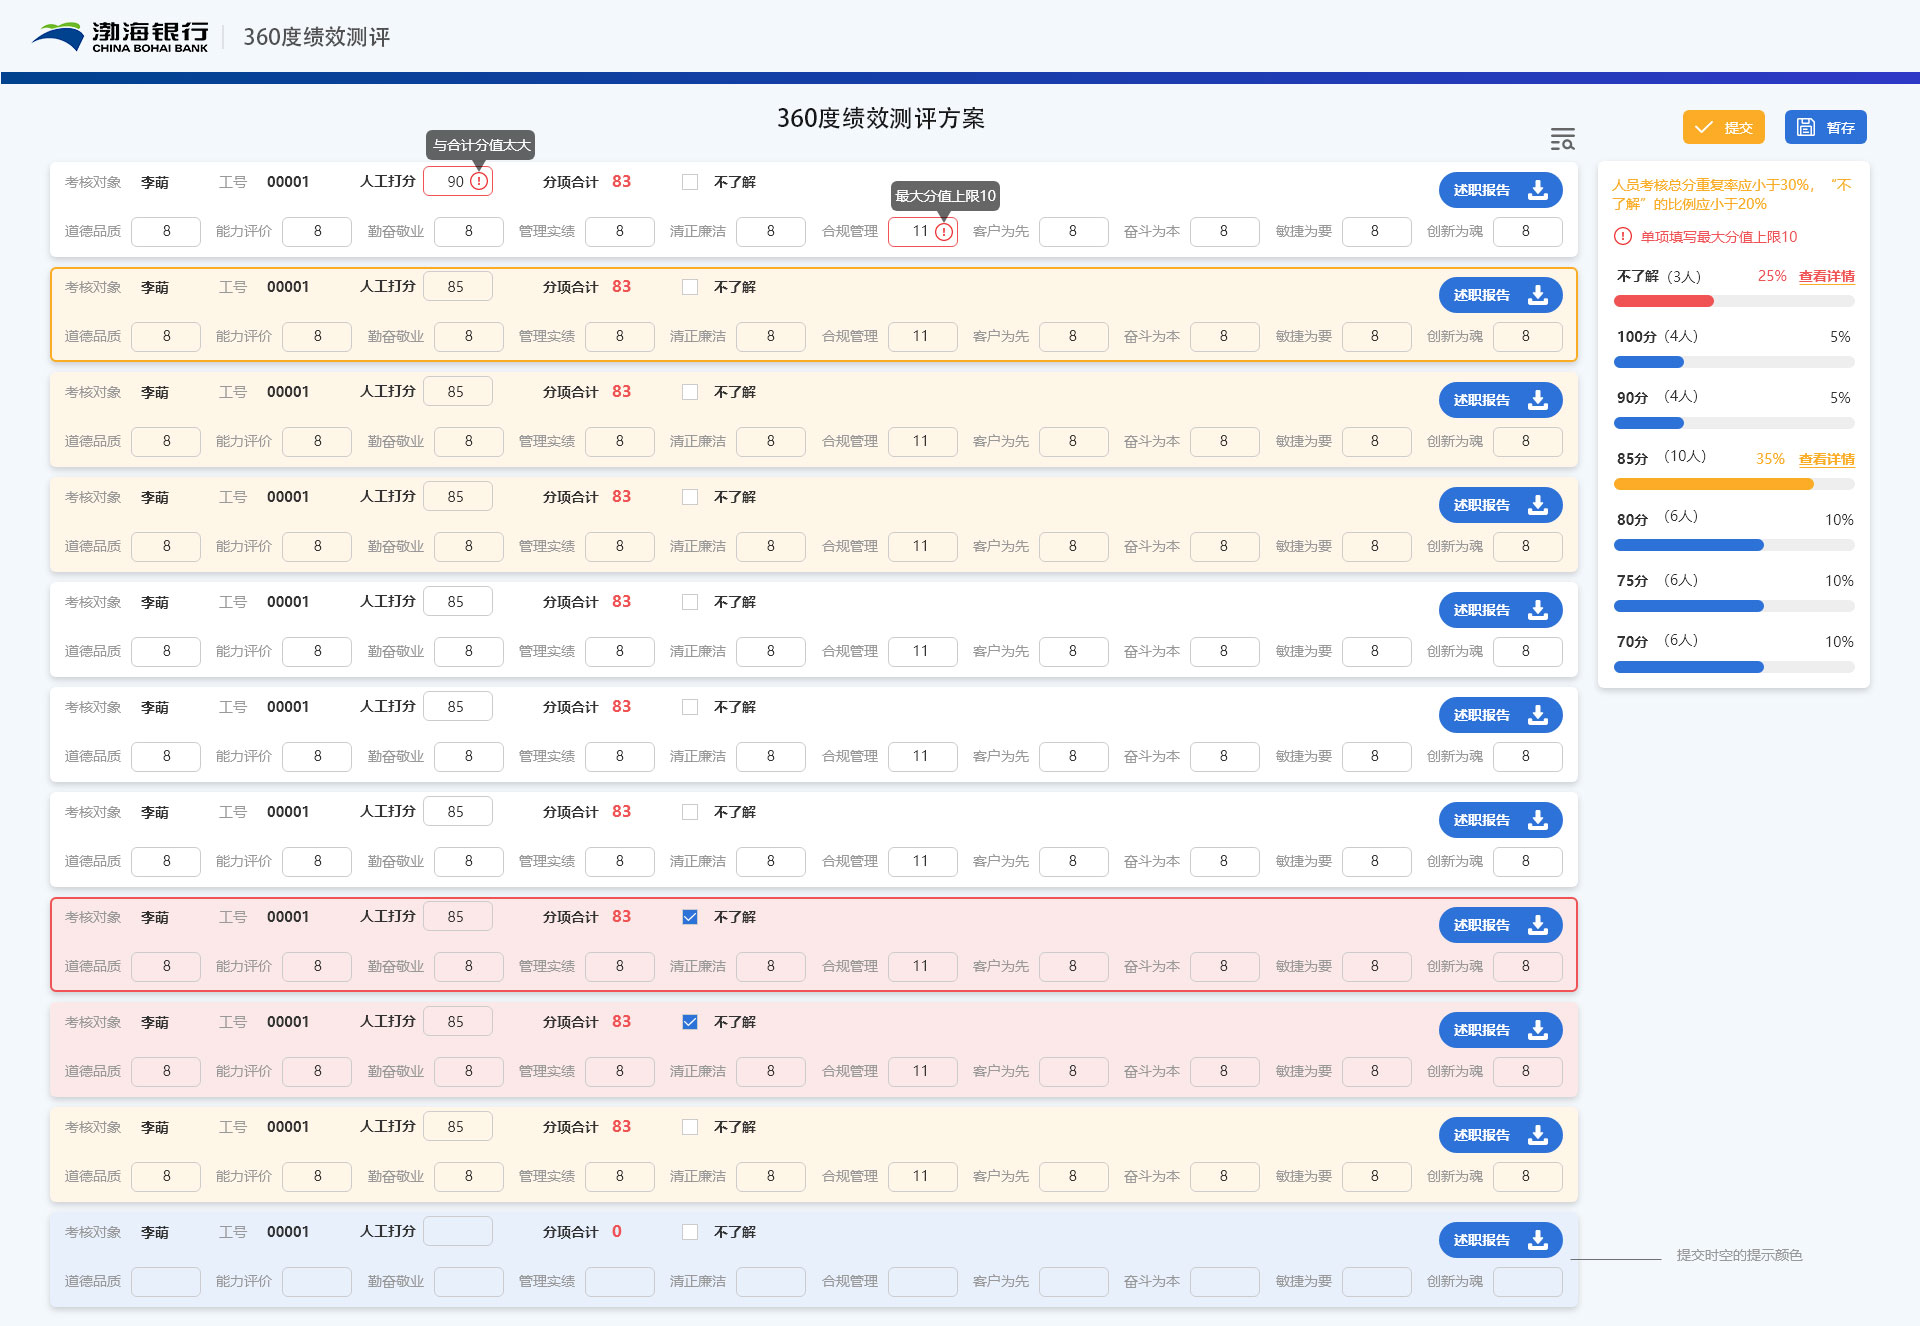 渤海银行
CHINA BOHAI BANK
360度绩效测评
360度绩效测评方案
提交
暂存
与合计分值太大
考核对象 李萌 工号 00001 人工打分 90 分项合计 83 不了解 述职报告
最大分值上限10
道德品质 8 能力评价 8 勤奋敬业 8 管理实绩 8 清正廉洁 8 合规管理 11 客户为先 8 奋斗为本 8 敏捷为要 8 创新为魂 8
考核对象 李萌 工号 00001 人工打分 85 分项合计 83 不了解 述职报告
道德品质 8 能力评价 8 勤奋敬业 8 管理实绩 8 清正廉洁 8 合规管理 11 客户为先 8 奋斗为本 8 敏捷为要 8 创新为魂 8
考核对象 李萌 工号 00001 人工打分 85 分项合计 83 不了解 述职报告
道德品质 8 能力评价 8 勤奋敬业 8 管理实绩 8 清正廉洁 8 合规管理 11 客户为先 8 奋斗为本 8 敏捷为要 8 创新为魂 8
考核对象 李萌 工号 00001 人工打分 85 分项合计 83 不了解 述职报告
道德品质 8 能力评价 8 勤奋敬业 8 管理实绩 8 清正廉洁 8 合规管理 11 客户为先 8 奋斗为本 8 敏捷为要 8 创新为魂 8
考核对象 李萌 工号 00001 人工打分 85 分项合计 83 不了解 述职报告
道德品质 8 能力评价 8 勤奋敬业 8 管理实绩 8 清正廉洁 8 合规管理 11 客户为先 8 奋斗为本 8 敏捷为要 8 创新为魂 8
考核对象 李萌 工号 00001 人工打分 85 分项合计 83 不了解 述职报告
道德品质 8 能力评价 8 勤奋敬业 8 管理实绩 8 清正廉洁 8 合规管理 11 客户为先 8 奋斗为本 8 敏捷为要 8 创新为魂 8
考核对象 李萌 工号 00001 人工打分 85 分项合计 83 不了解 述职报告
道德品质 8 能力评价 8 勤奋敬业 8 管理实绩 8 清正廉洁 8 合规管理 11 客户为先 8 奋斗为本 8 敏捷为要 8 创新为魂 8
考核对象 李萌 工号 00001 人工打分 85 分项合计 83 不了解 述职报告
道德品质 8 能力评价 8 勤奋敬业 8 管理实绩 8 清正廉洁 8 合规管理 11 客户为先 8 奋斗为本 8 敏捷为要 8 创新为魂 8
考核对象 李萌 工号 00001 人工打分 85 分项合计 83 不了解 述职报告
道德品质 8 能力评价 8 勤奋敬业 8 管理实绩 8 清正廉洁 8 合规管理 11 客户为先 8 奋斗为本 8 敏捷为要 8 创新为魂 8
考核对象 李萌 工号 00001 人工打分 85 分项合计 83 不了解 述职报告
道德品质 8 能力评价 8 勤奋敬业 8 管理实绩 8 清正廉洁 8 合规管理 11 客户为先 8 奋斗为本 8 敏捷为要 8 创新为魂 8
考核对象 李萌 工号 00001 人工打分 分项合计 0 不了解 述职报告
道德品质 能力评价 勤奋敬业 管理实绩 清正廉洁 合规管理 客户为先 奋斗为本 敏捷为要 创新为魂
人员考核总分重复率应小于30%，“不
了解”的比例应小于20%
单项填写最大分值上限10
不了解（3人） 25% 查看详情
100分（4人） 5%
90分（4人） 5%
85分（10人） 35% 查看详情
80分（6人） 10%
75分（6人） 10%
70分（6人） 10%
提交时空的提示颜色